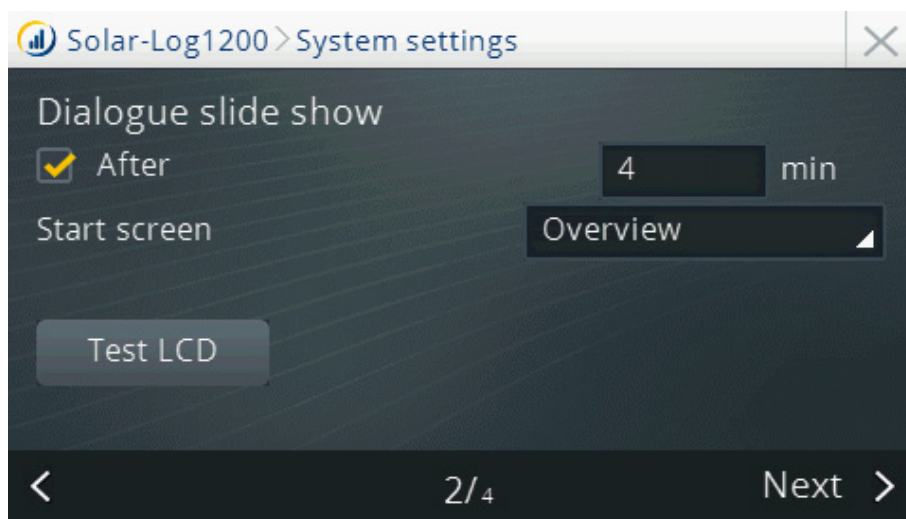 Solar-Log1200 > System settings
Dialogue slide show
After 4 min
Start screen Overview
Test LCD
< 2/4 Next >